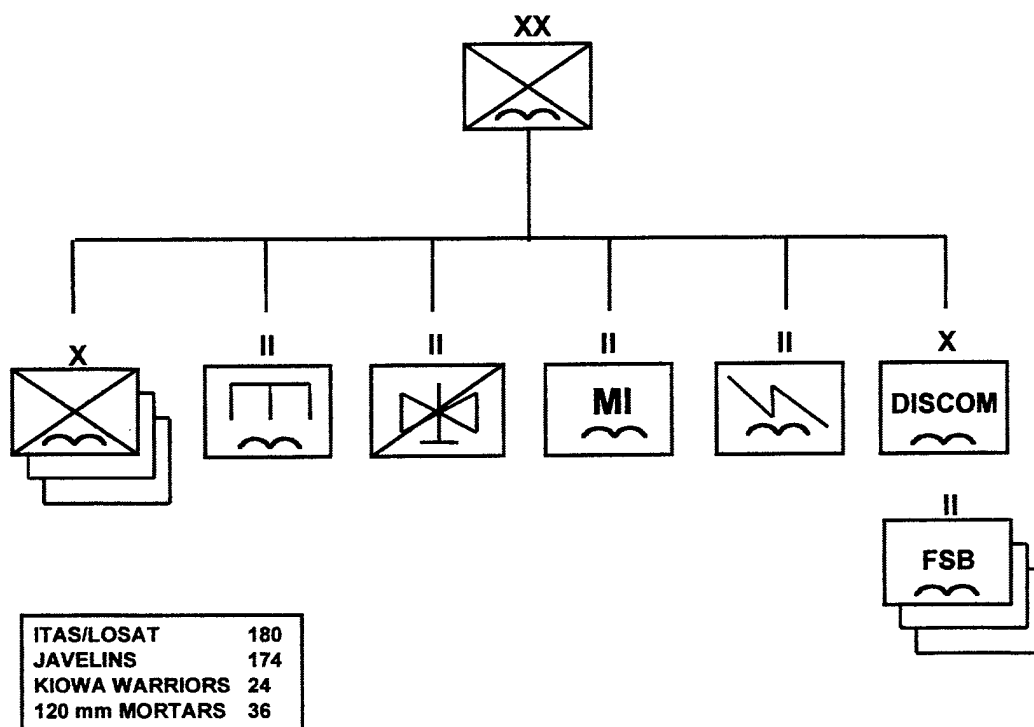 XX
X
II
II
II
II
X
MI
DISCOM
II
FSB
ITAS/LOSAT 180
JAVELINS 174
KIOWA WARRIORS 24
120 mm MORTARS 36